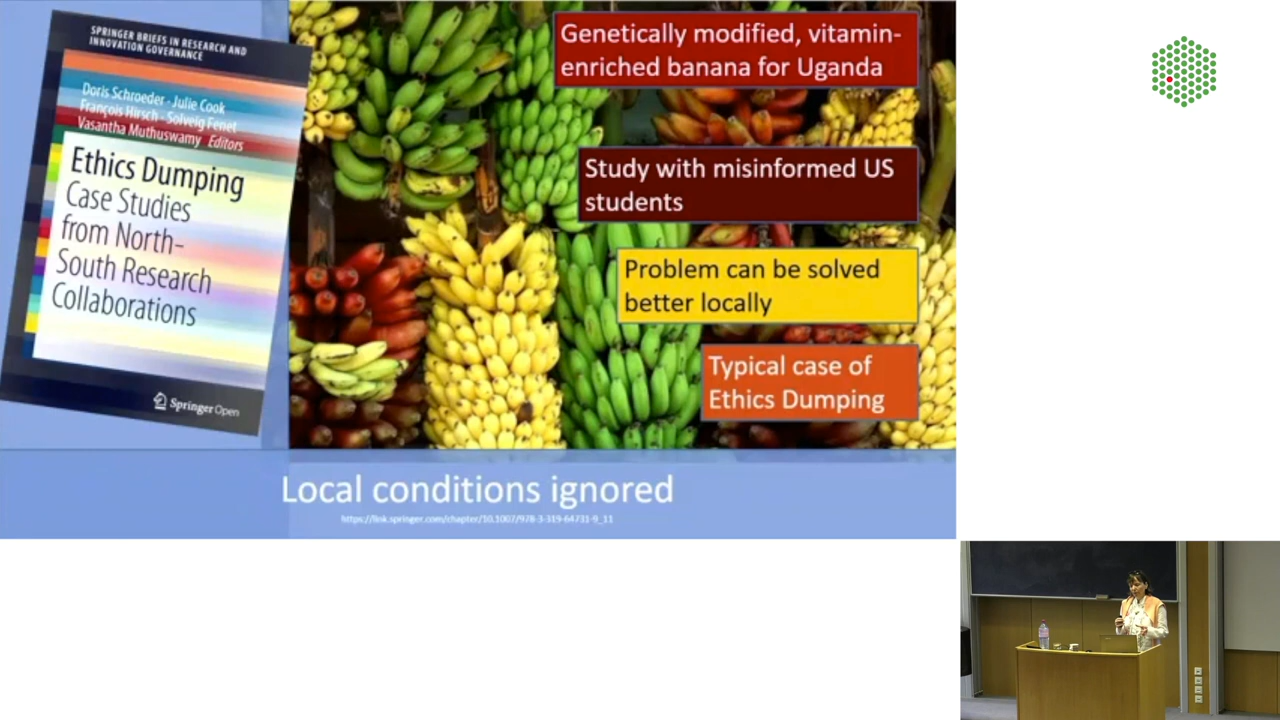 SPRINGER BRIEFS IN RESEARCH AND
INNOVATION GOVERNANCE
Doris Schroeder · Julie Cook
François Hirsch · Solveig Fenet
Vasantha Muthuswamy Editors
Ethics Dumping
Case Studies
from North–
South Research
Collaborations
Springer Open
Genetically modified, vitamin-
enriched banana for Uganda
Study with misinformed US
students
Problem can be solved
better locally
Typical case of
Ethics Dumping
Local conditions ignored
https://link.springer.com/chapter/10.1007/978-3-319-64731-9_11